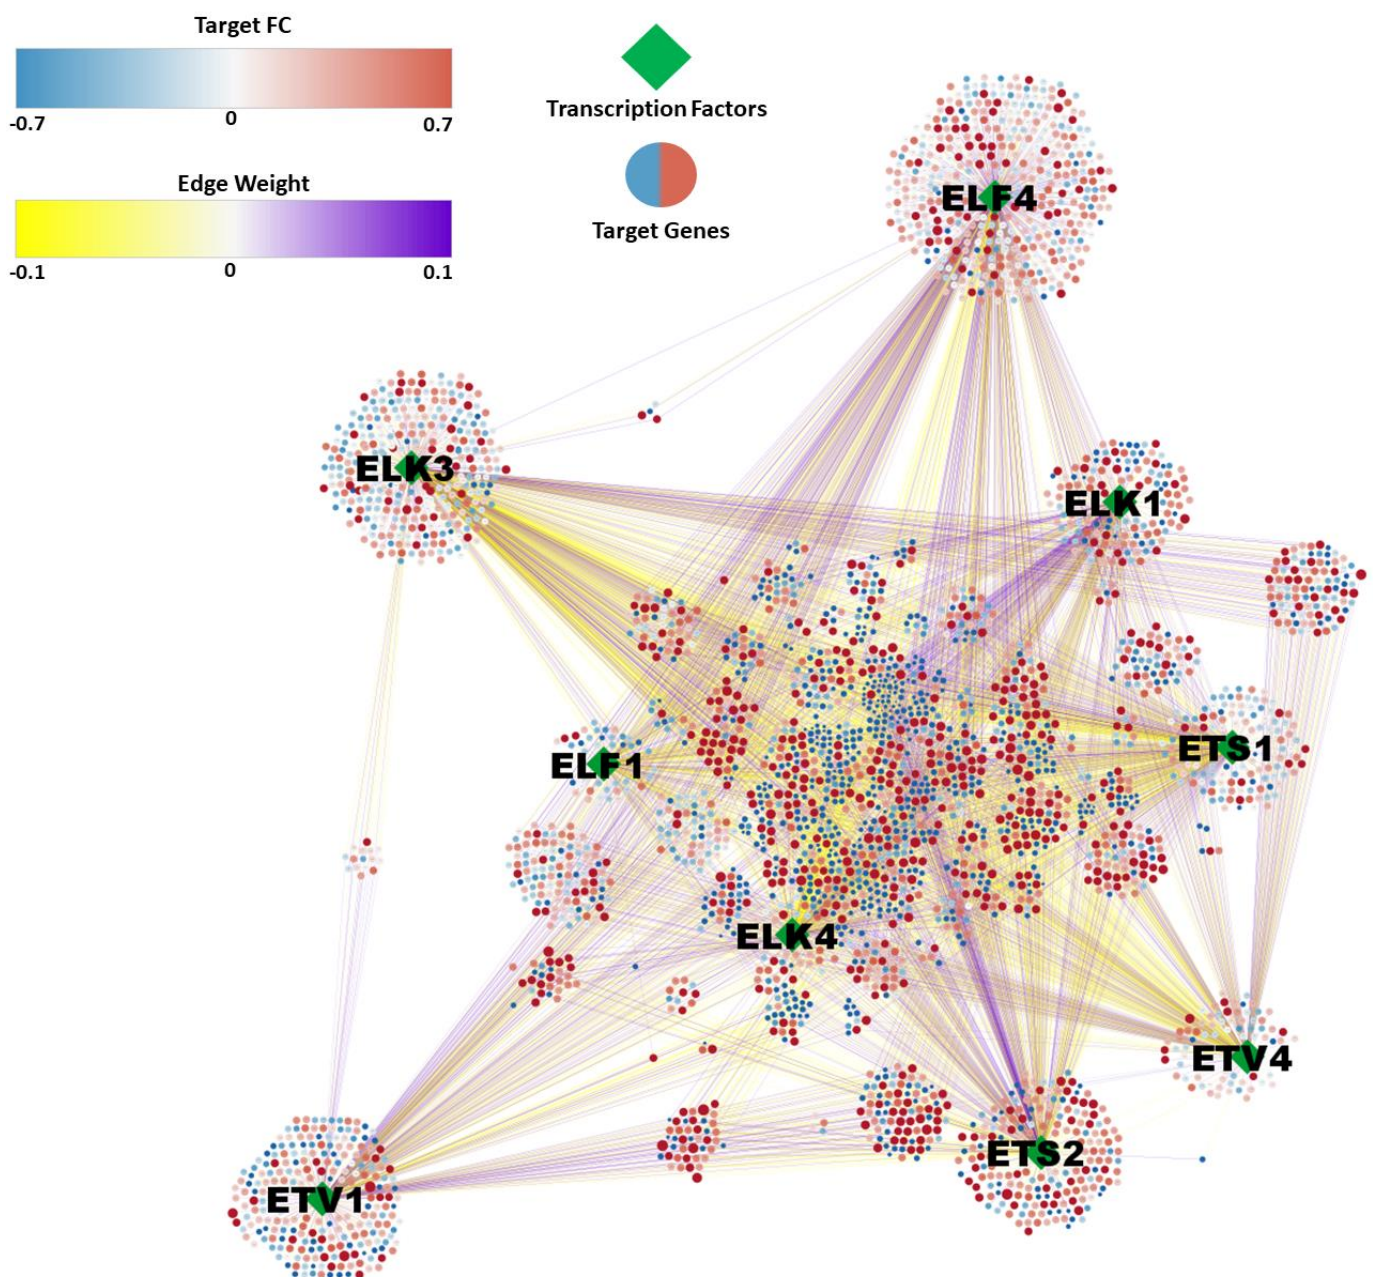 Target FC
-0.7 0 0.7
Edge Weight
-0.1 0 0.1
Transcription Factors
Target Genes
ELF4
ELK3
ELK1
ETS1
ELF1
ELK4
ETV4
ETS2
ETV1